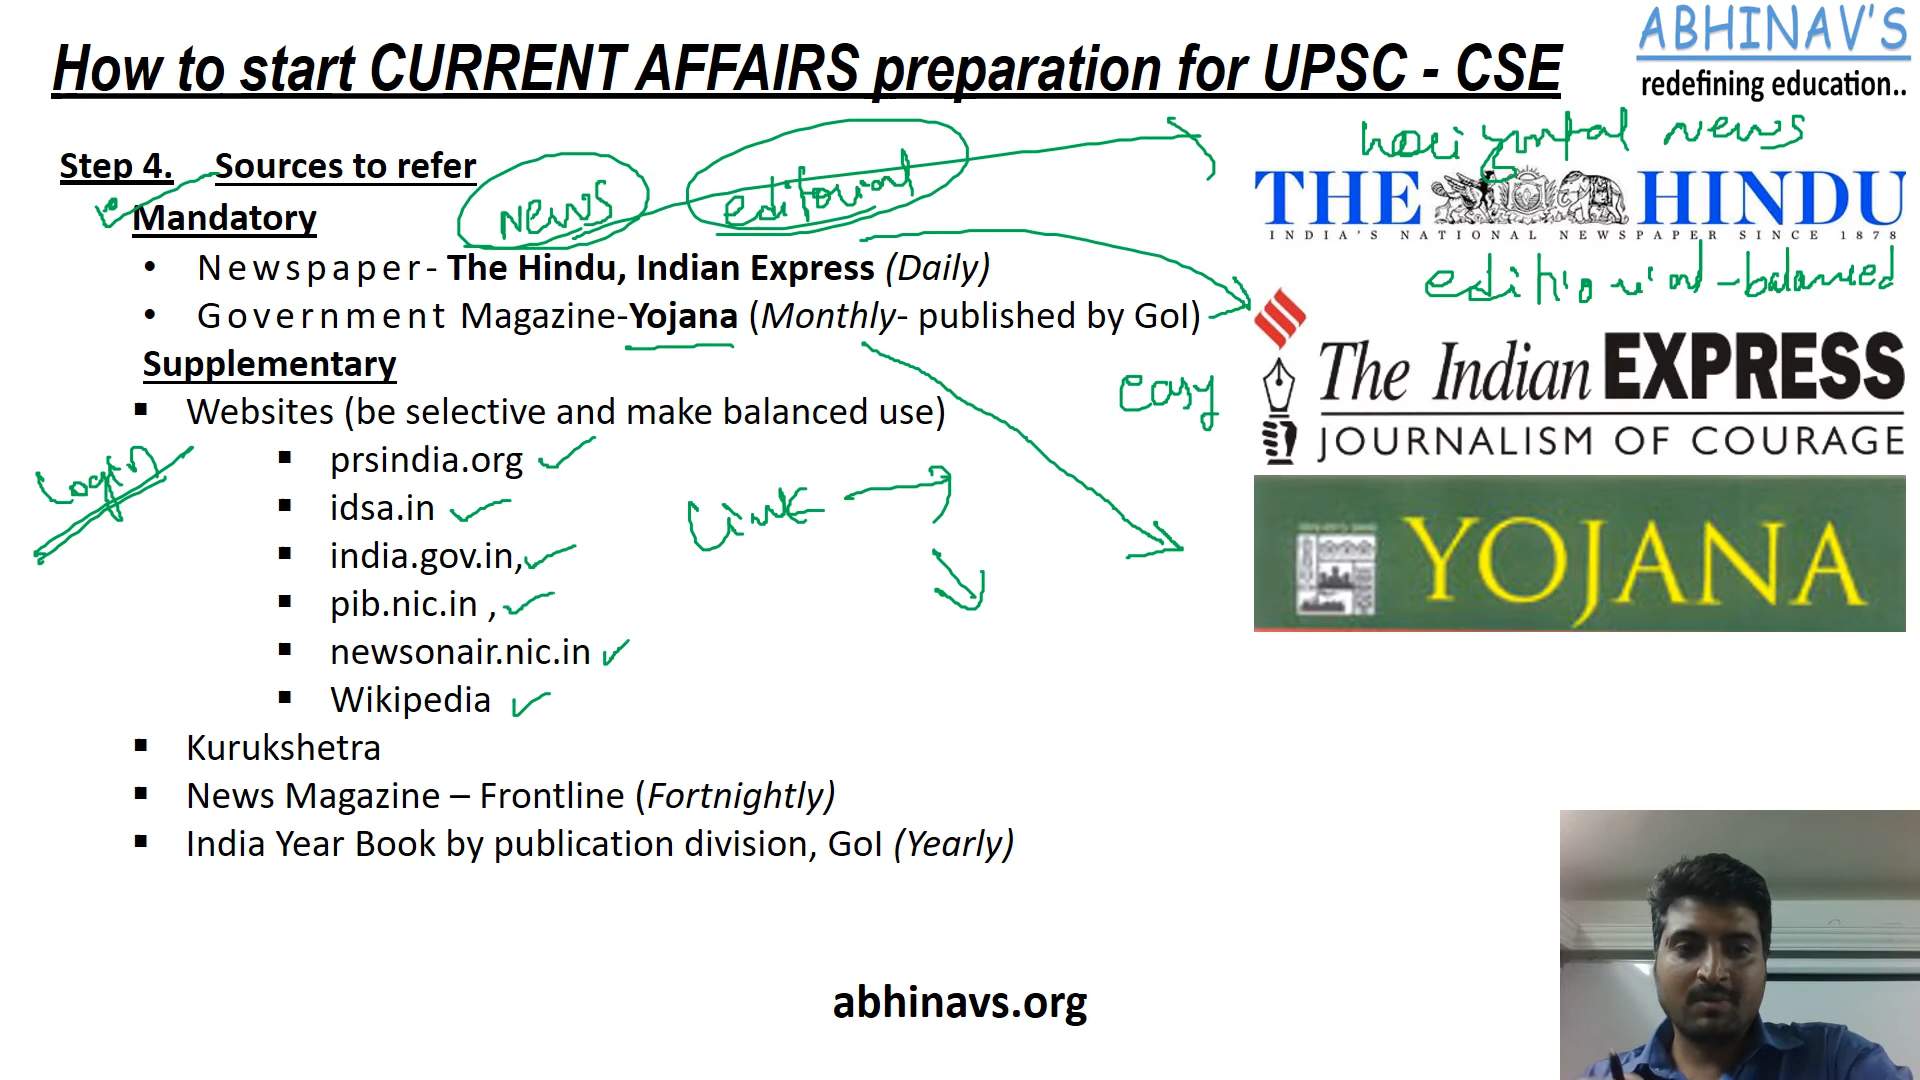 How to start CURRENT AFFAIRS preparation for UPSC - CSE
ABHINAV'S
redefining education..
Step 4. Sources to refer
Mandatory
news
editorial
horizontal news
THE HINDU
INDIA'S NATIONAL NEWSPAPER SINCE 1878
editiorial - balanced
• Newspaper- The Hindu, Indian Express (Daily)
• Government Magazine-Yojana (Monthly- published by GoI)
Supplementary
easy
The Indian EXPRESS
JOURNALISM OF COURAGE
▪ Websites (be selective and make balanced use)
▪ prsindia.org
▪ idsa.in
▪ india.gov.in,
▪ pib.nic.in ,
▪ newsonair.nic.in
▪ Wikipedia
Login
Link
YOJANA
▪ Kurukshetra
▪ News Magazine – Frontline (Fortnightly)
▪ India Year Book by publication division, GoI (Yearly)
abhinavs.org